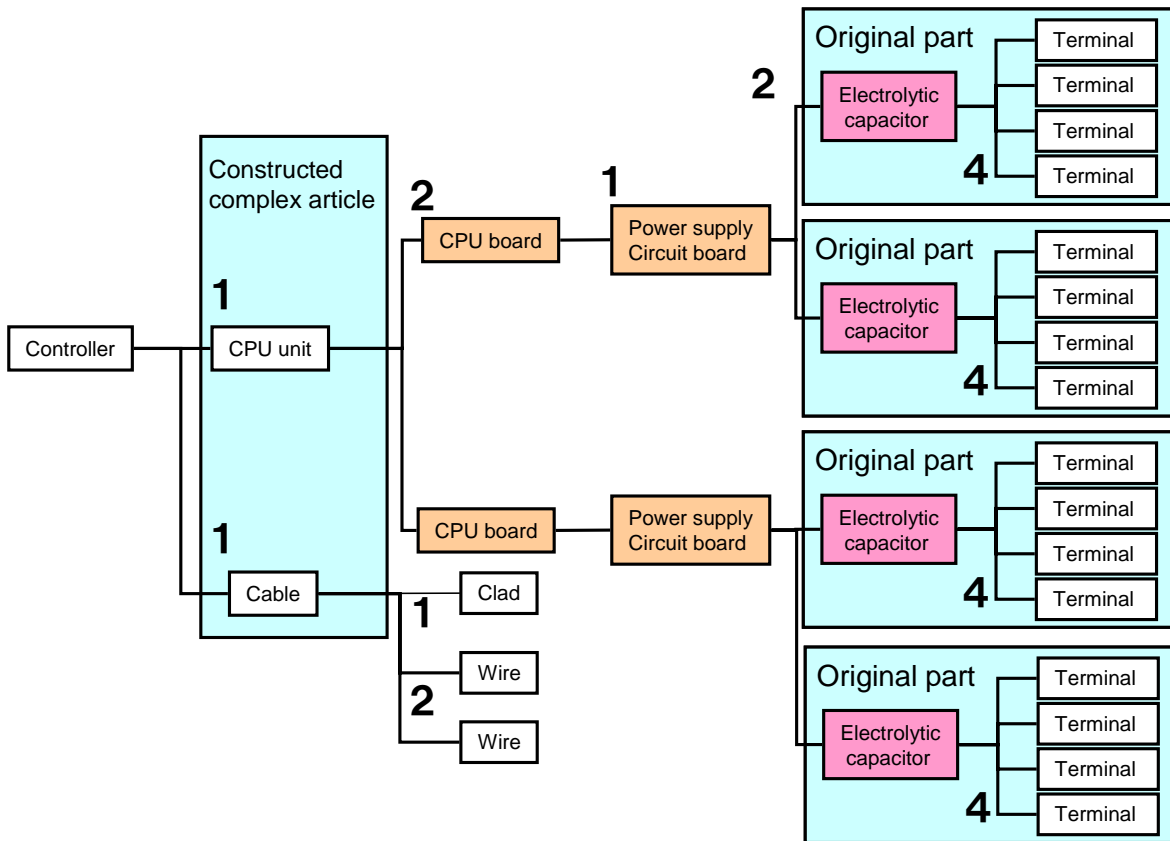 Original part
Terminal
Terminal
Terminal
Terminal
2
Electrolytic
capacitor
4
Constructed
complex article
2
1
CPU board
Power supply
Circuit board
Original part
Terminal
Terminal
Terminal
Terminal
Electrolytic
capacitor
4
1
Controller
CPU unit
Original part
Terminal
Terminal
Terminal
Terminal
Electrolytic
capacitor
4
CPU board
Power supply
Circuit board
1
Cable
1
Clad
2
Wire
Wire
Original part
Terminal
Terminal
Terminal
Terminal
Electrolytic
capacitor
4